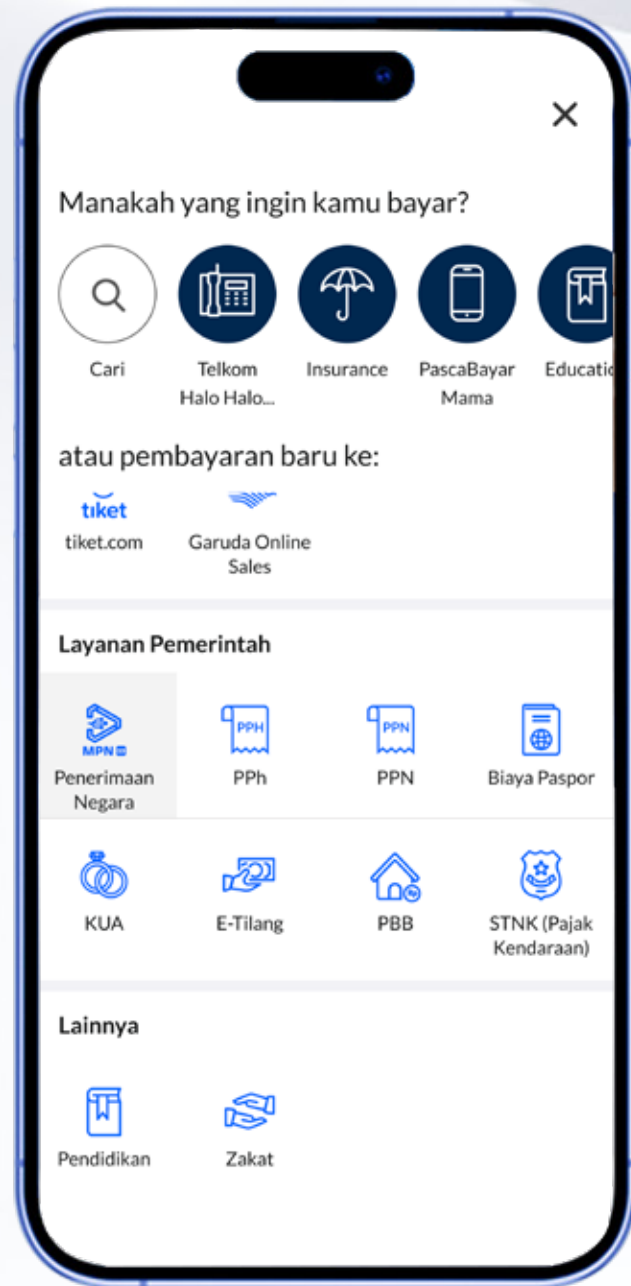 Manakah yang ingin kamu bayar?
Cari
Telkom
Halo Halo...
Insurance
PascaBayar
Mama
Educatio
atau pembayaran baru ke:
tiket
tiket.com
Garuda Online
Sales
Layanan Pemerintah
MPN
Penerimaan
Negara
PPH
PPh
PPN
PPN
Biaya Paspor
KUA
E-Tilang
PBB
STNK (Pajak
Kendaraan)
Lainnya
Pendidikan
Zakat